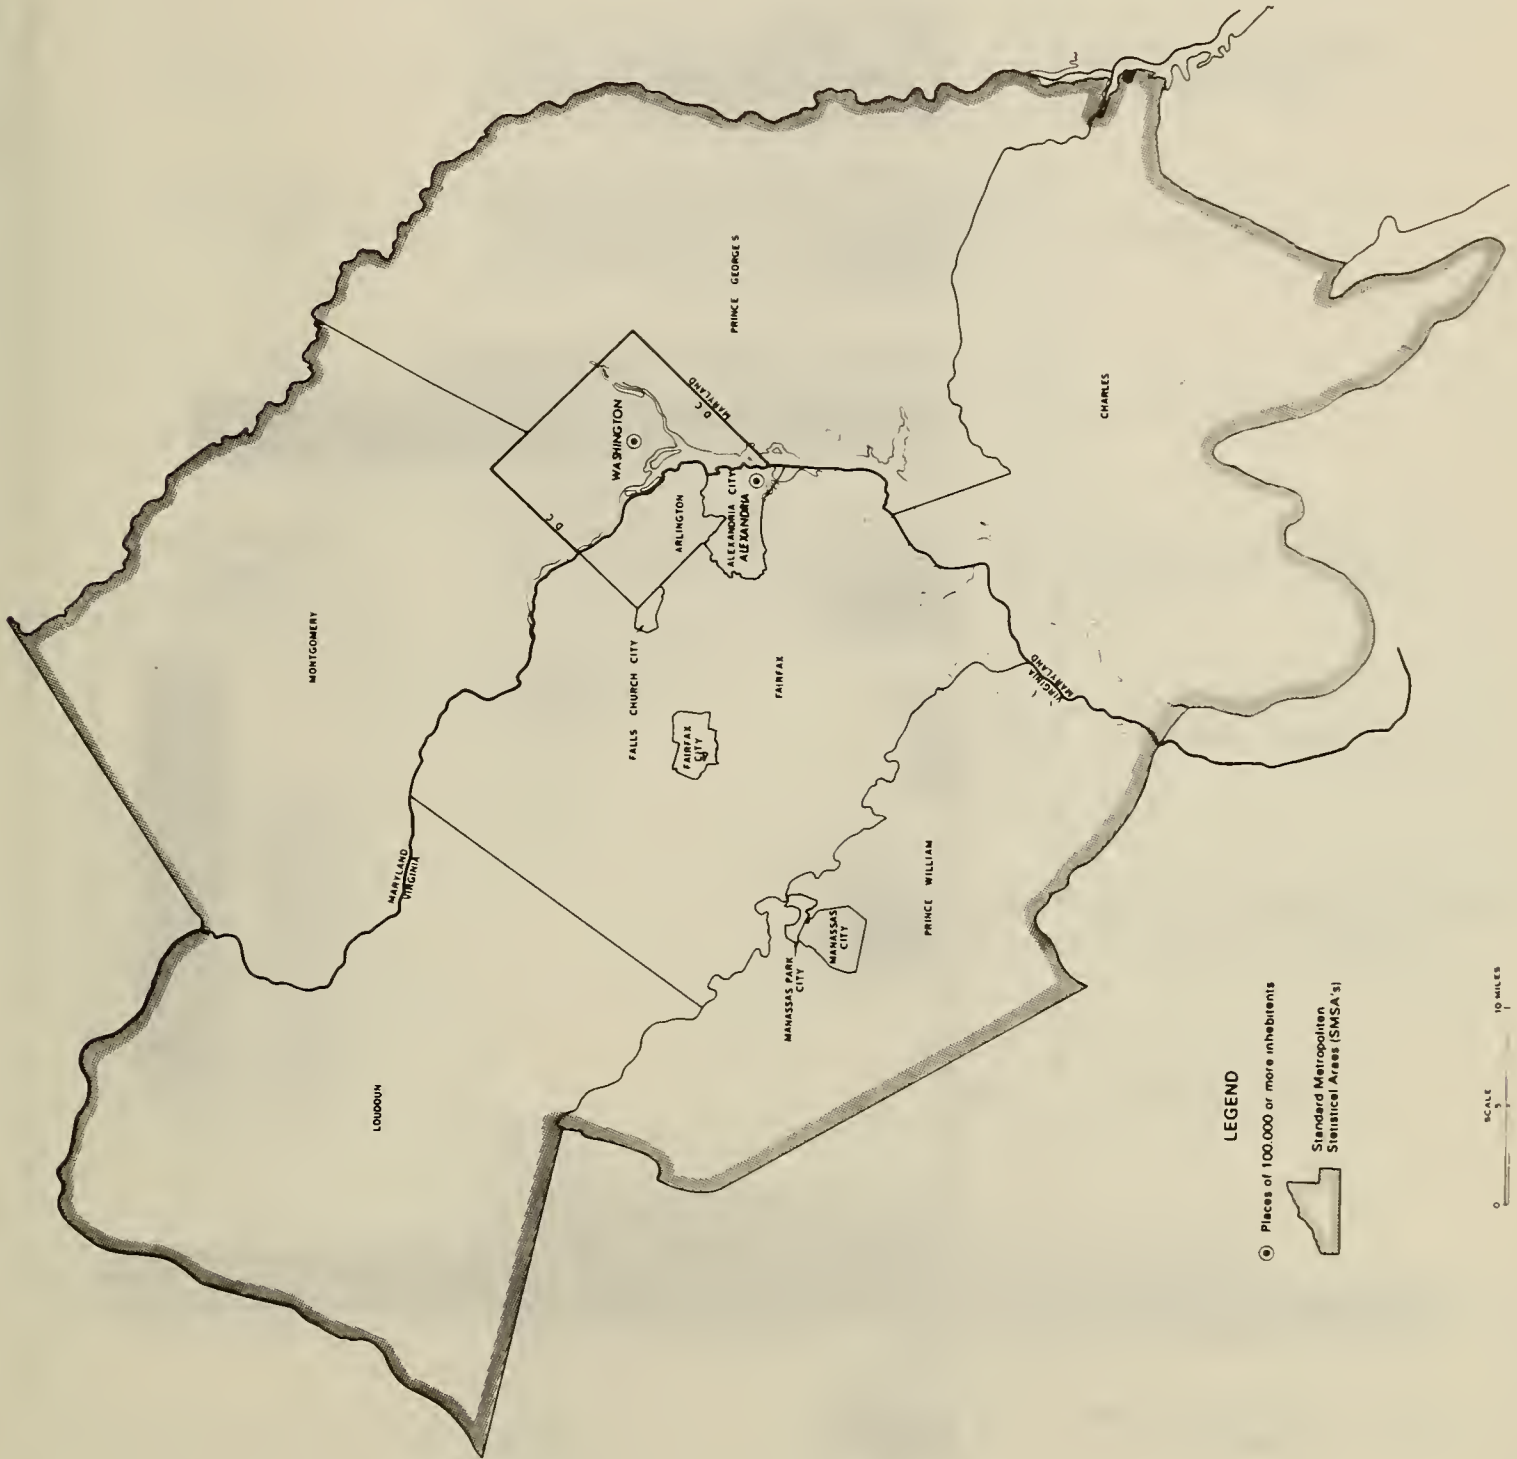 MONTGOMERY
PRINCE GEORGE'S
WASHINGTON
D C
D C
MARYLAND
ARLINGTON
ALEXANDRIA CITY
ALEXANDRIA
FALLS CHURCH CITY
FAIRFAX
FAIRFAX
CITY
MARYLAND
VIRGINIA
LOUDOUN
CHARLES
VIRGINIA
MARYLAND
PRINCE WILLIAM
MANASSAS PARK
CITY
MANASSAS
CITY
LEGEND
Places of 100,000 or more inhabitants
Standard Metropolitan
Statistical Areas (SMSA's)
SCALE
0 5 10 MILES